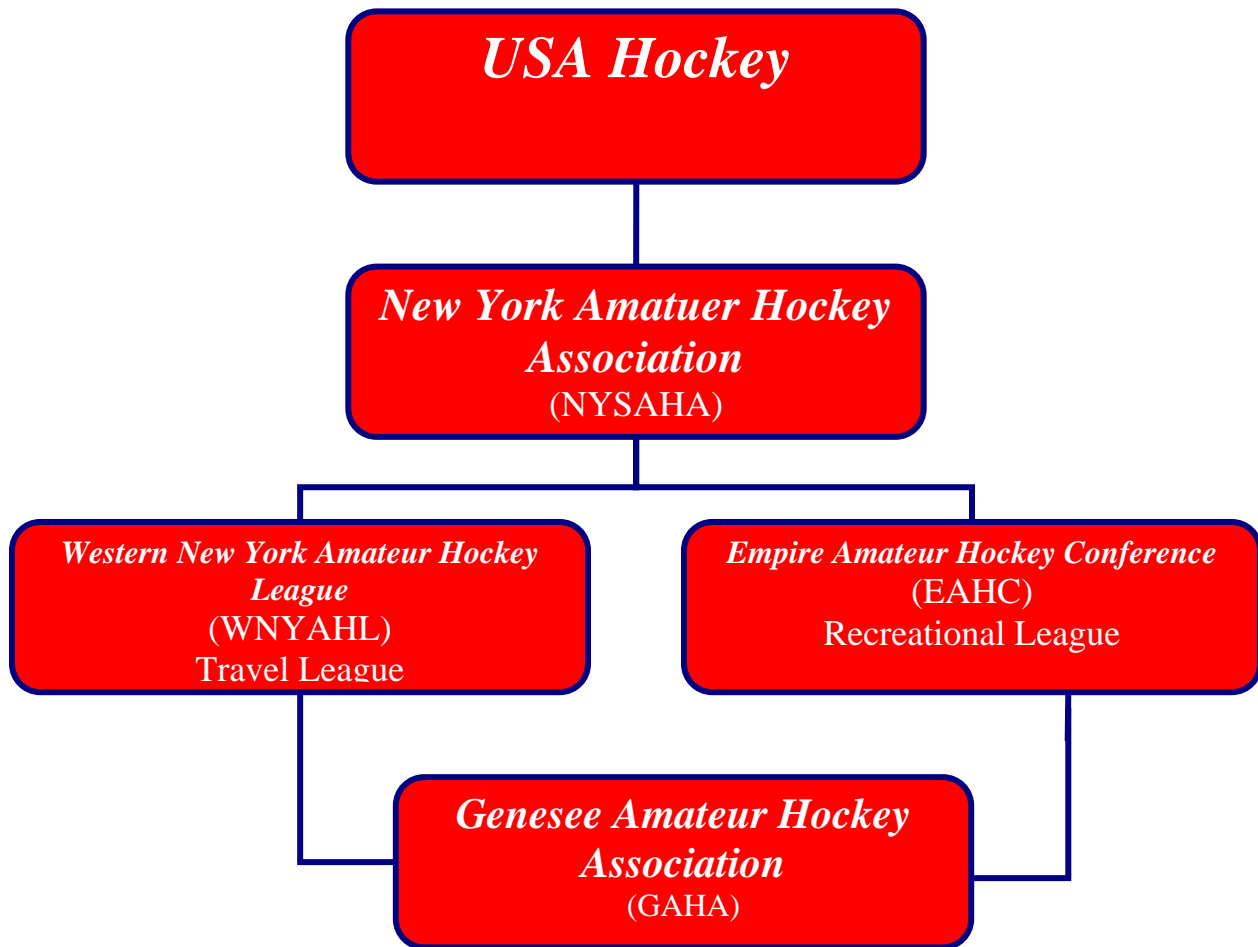 USA Hockey
New York Amatuer Hockey
Association
(NYSAHA)
Western New York Amateur Hockey
League
(WNYAHL)
Travel League
Empire Amateur Hockey Conference
(EAHC)
Recreational League
Genesee Amateur Hockey
Association
(GAHA)